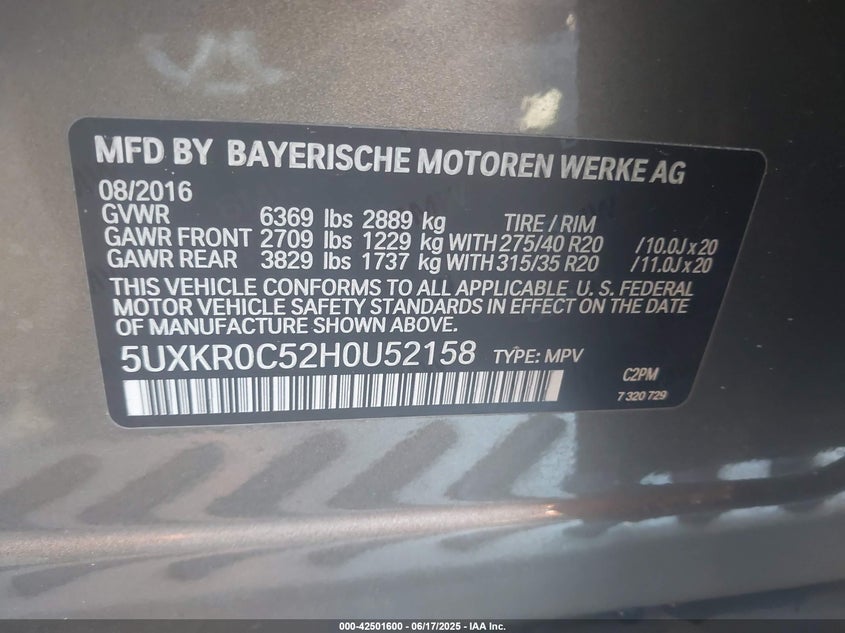 MFD BY BAYERISCHE MOTOREN WERKE AG
08/2016
GVWR 6369 lbs 2889 kg TIRE / RIM
GAWR FRONT 2709 lbs 1229 kg WITH 275/40 R20 /10.0J x 20
GAWR REAR 3829 lbs 1737 kg WITH 315/35 R20 /11.0J x 20
THIS VEHICLE CONFORMS TO ALL APPLICABLE U. S. FEDERAL
MOTOR VEHICLE SAFETY STANDARDS IN EFFECT ON THE DATE
OF MANUFACTURE SHOWN ABOVE.
5UXKR0C52H0U52158 TYPE: MPV
C2PM
7 320 729
000-42501600 - 06/17/2025 - IAA Inc.